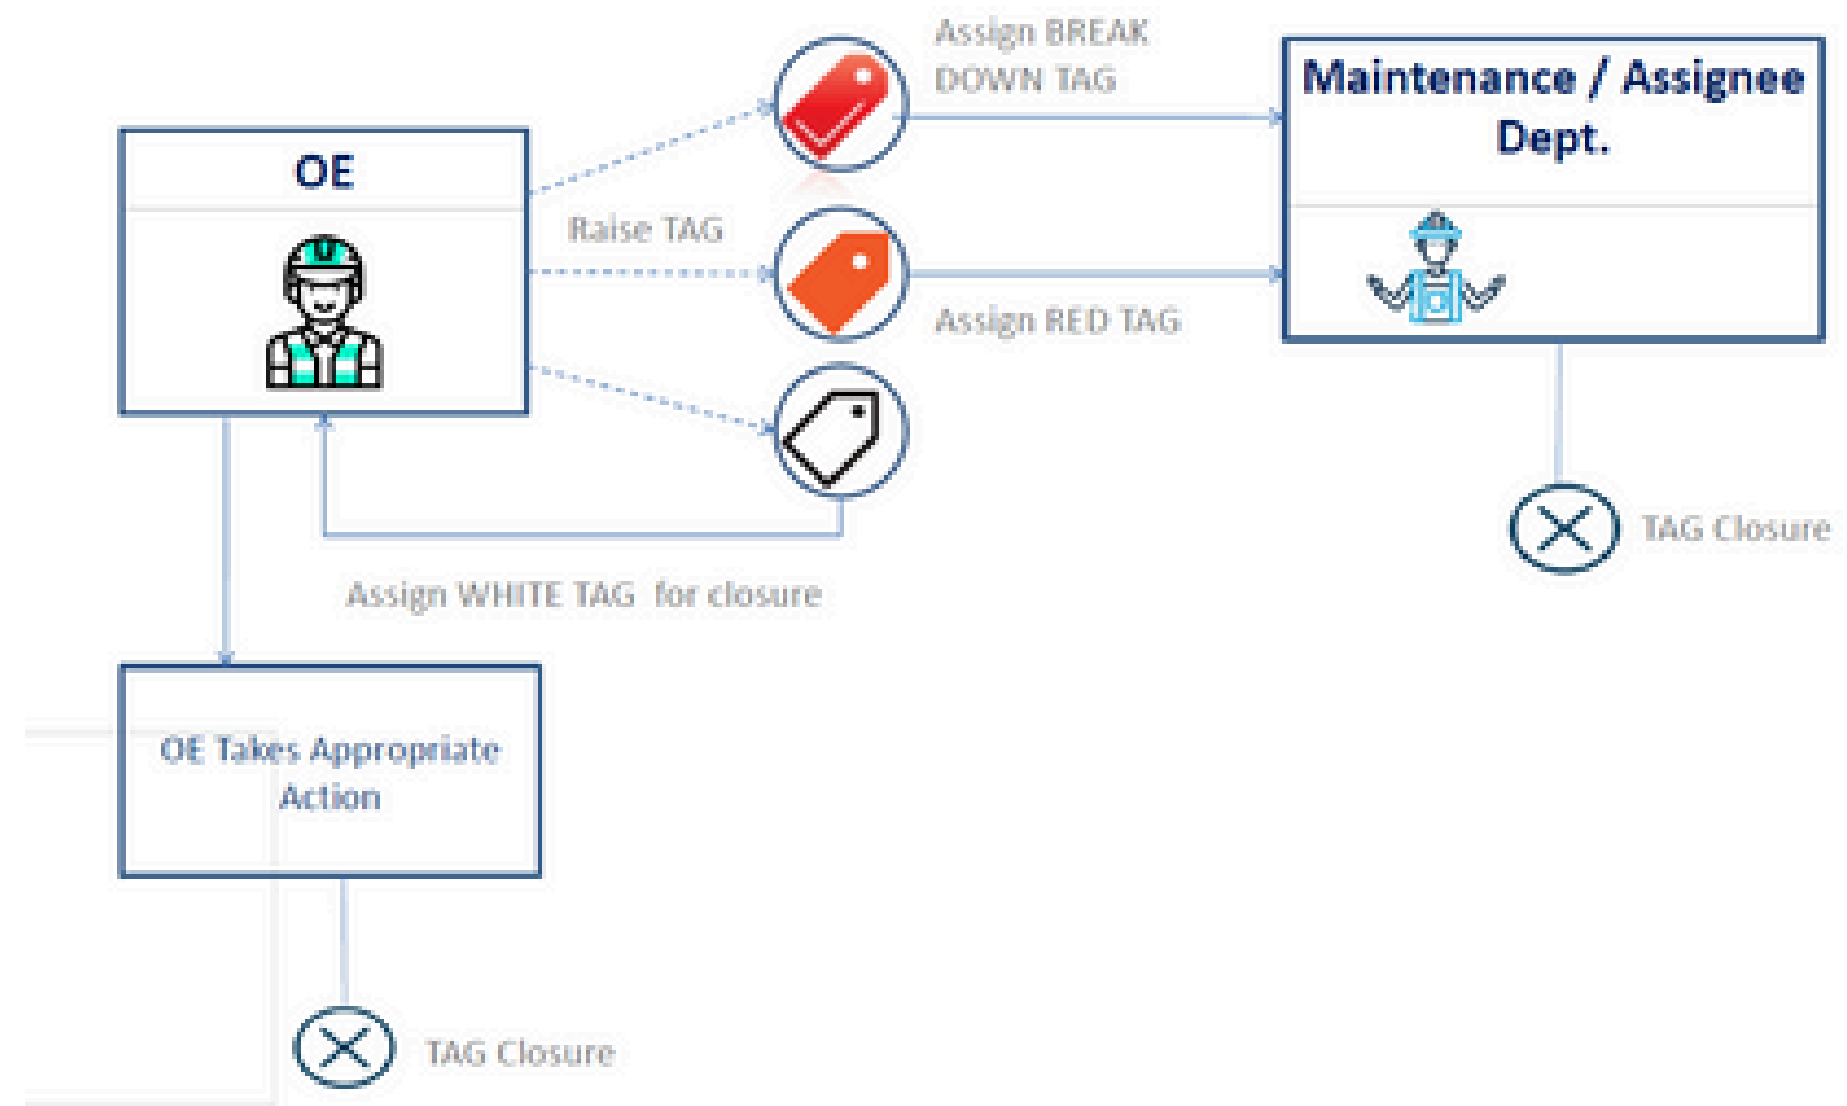 Assign BREAK
DOWN TAG
Maintenance / Assignee
Dept.
OE
Raise TAG
Assign RED TAG
TAG Closure
Assign WHITE TAG for closure
OE Takes Appropriate
Action
TAG Closure